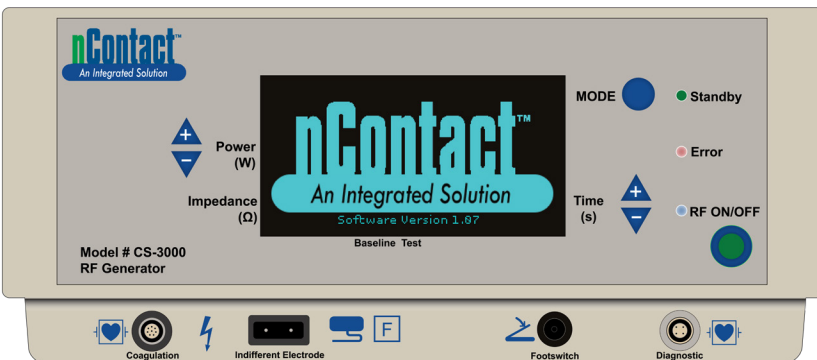 nContact™
An Integrated Solution
MODE
Standby
Power
(W)
nContact™
An Integrated Solution
Software Version 1.07
Error
Impedance
(Ω)
Time
(s)
RF ON/OFF
Baseline Test
Model # CS-3000
RF Generator
F
Coagulation
Indifferent Electrode
Footswitch
Diagnostic